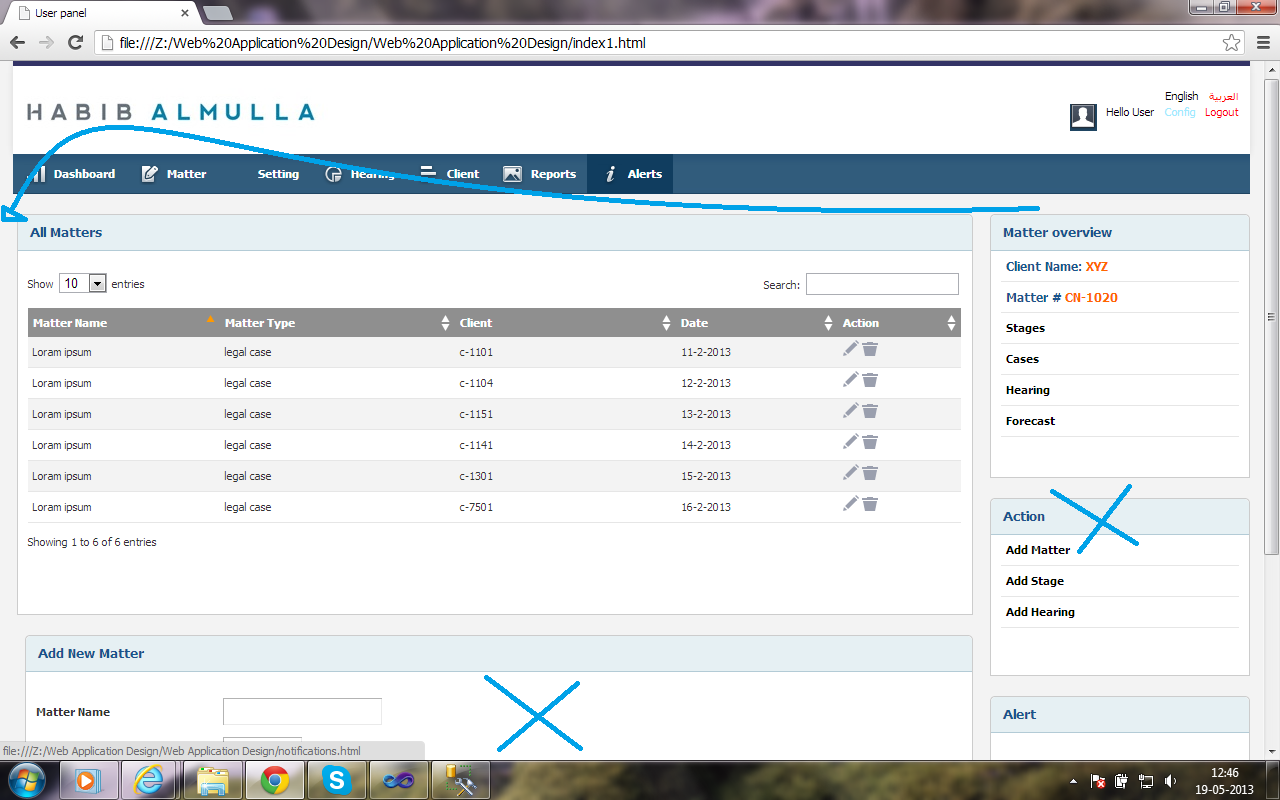 User panel
file:///Z:/Web%20Application%20Design/Web%20Application%20Design/index1.html
HABIB ALMULLA
English العربية
Hello User Config Logout
Dashboard Matter Setting Hearing Client Reports Alerts
All Matters
Show 10 entries Search:
Matter Name Matter Type Client Date Action
Loram ipsum legal case c-1101 11-2-2013
Loram ipsum legal case c-1104 12-2-2013
Loram ipsum legal case c-1151 13-2-2013
Loram ipsum legal case c-1141 14-2-2013
Loram ipsum legal case c-1301 15-2-2013
Loram ipsum legal case c-7501 16-2-2013
Showing 1 to 6 of 6 entries
Matter overview
Client Name: XYZ
Matter # CN-1020
Stages
Cases
Hearing
Forecast
Action
Add Matter
Add Stage
Add Hearing
Add New Matter
Matter Name
Alert
file:///Z:/Web Application Design/Web Application Design/notifications.html
12:46
19-05-2013